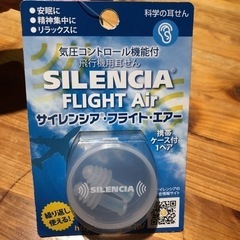 ・安眠に
・精神集中に
・リラックスに
科学の耳せん
気圧コントロール機能付
飛行機用耳せん
SILENCIA
FLIGHT Air
サイレンシア・フライト・エアー
携帯
ケース付
1ペア
SILENCIA
繰り返し
使える!